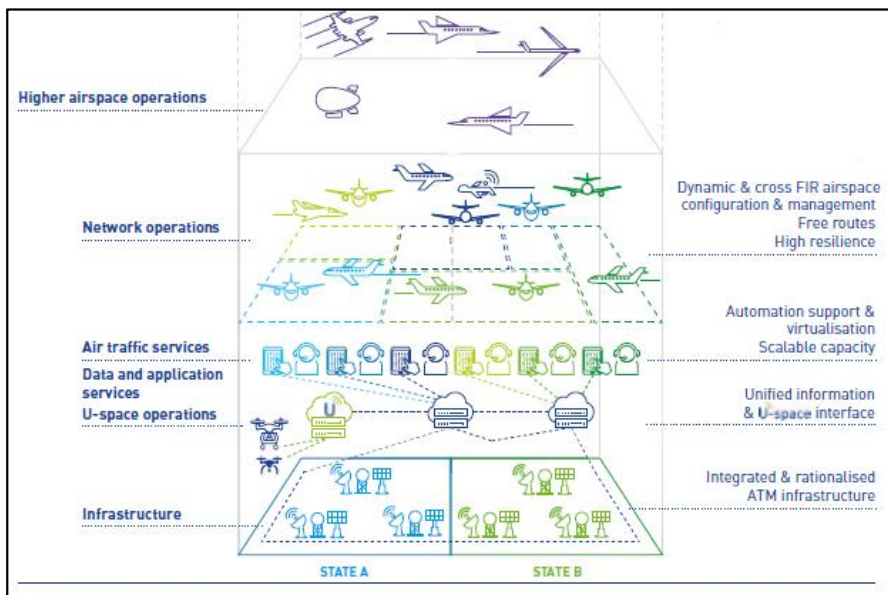 Higher airspace operations
Network operations
Dynamic & cross FIR airspace
configuration & management
Free routes
High resilience
Air traffic services
Automation support &
virtualisation
Scalable capacity
Data and application
services
U-space operations
U
Unified information
& U-space interface
Infrastructure
Integrated & rationalised
ATM infrastructure
STATE A
STATE B